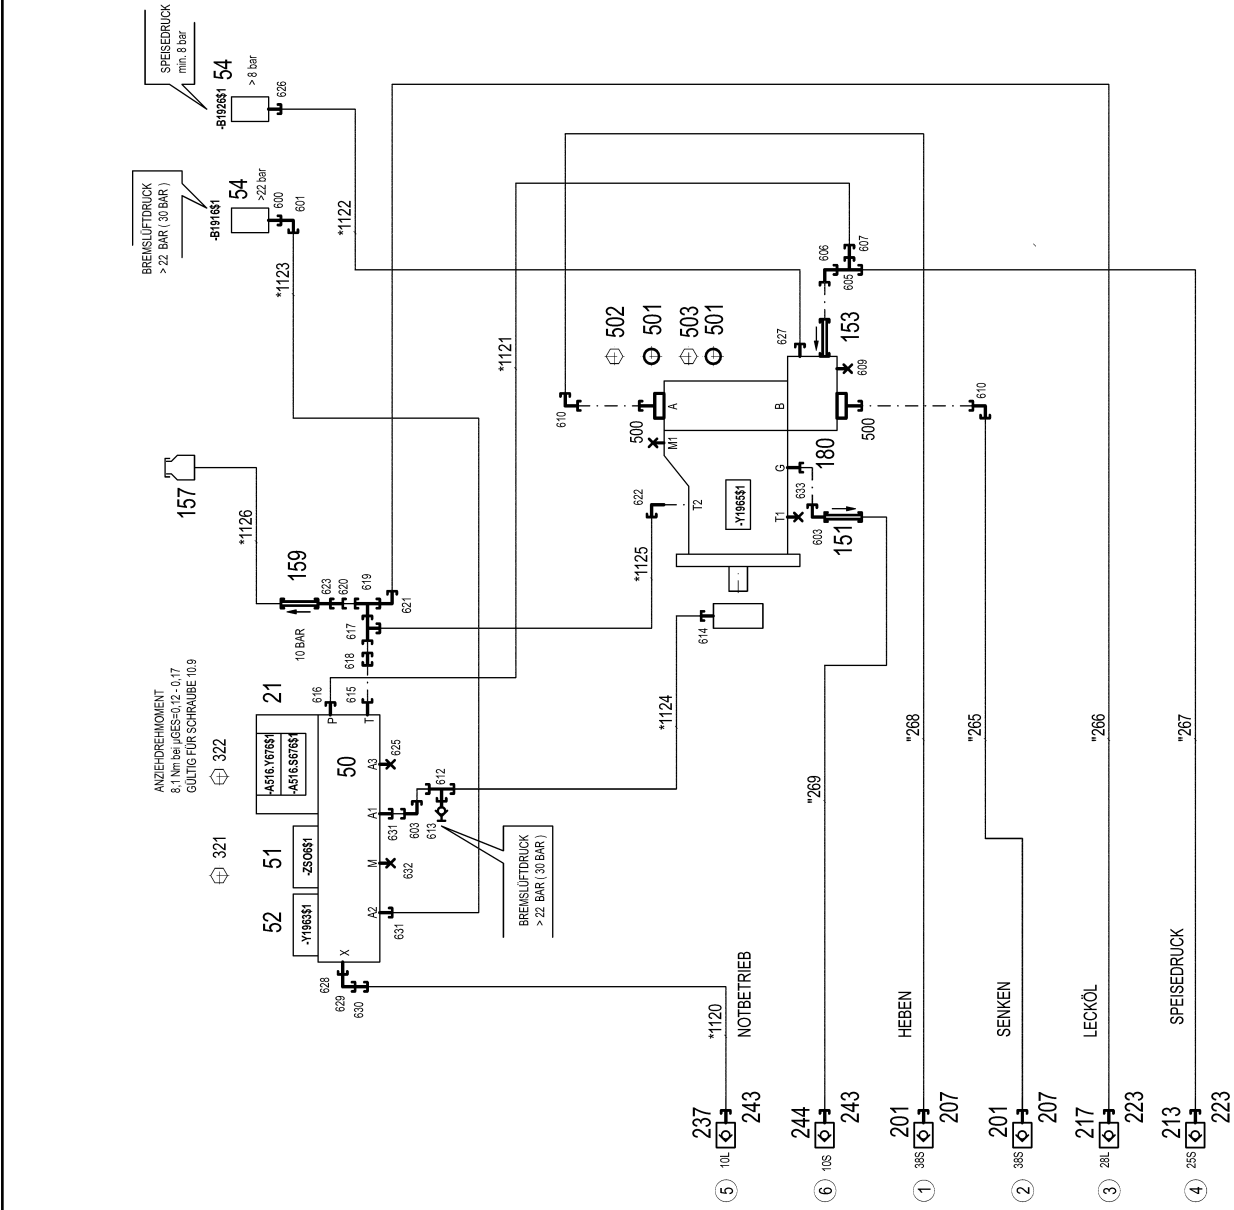 SPEISEDRUCK
min. 8 bar
-B1926$1
54
> 8 bar
626
BREMSLÜFTDRUCK
> 22 BAR ( 30 BAR )
-B1916$1
54
>22 bar
600
601
*1122
*1123
*1121
606
607
605
627
153
609
502
501
503
501
610
500
A
B
M1
500
610
157
*1126
159
10 BAR
623
620
619
621
617
618
615
616
622
T2
*1125
-Y1965$1
G
180
633
T1
603
151
614
*1124
ANZIEHDREHMOMENT
8,1 Nm bei µGES=0,12 - 0,17
GÜLTIG FÜR SCHRAUBE 10.9
322
321
21
-A516.Y676$1
-A516.S676$1
50
P
T
A3
625
A1
631
603
612
613
51
-ZSO6$1
M
632
52
-Y1963$1
A2
631
X
628
629
630
BREMSLÜFTDRUCK
> 22 BAR ( 30 BAR )
*1120
NOTBETRIEB
"269
"268
HEBEN
"265
SENKEN
"266
LECKÖL
"267
SPEISEDRUCK
237
243
10L
5
244
243
10S
6
201
207
38S
1
201
207
38S
2
217
223
28L
3
213
223
25S
4